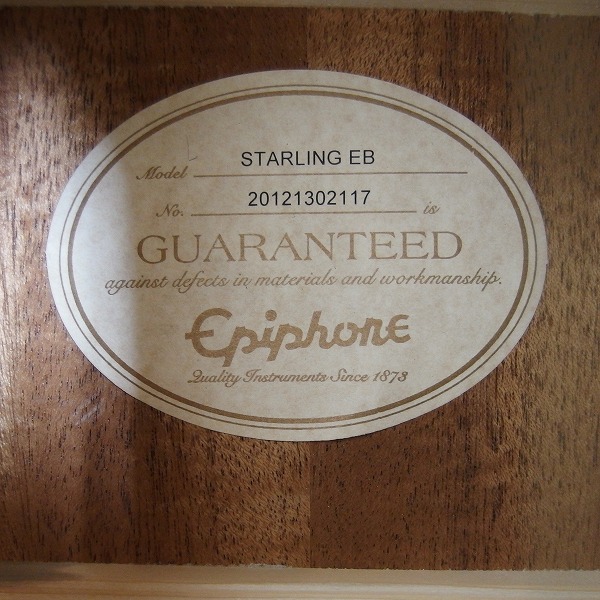 Model STARLING EB
No. 20121302117 is
GUARANTEED
against defects in materials and workmanship.
Epiphone
Quality Instruments Since 1873